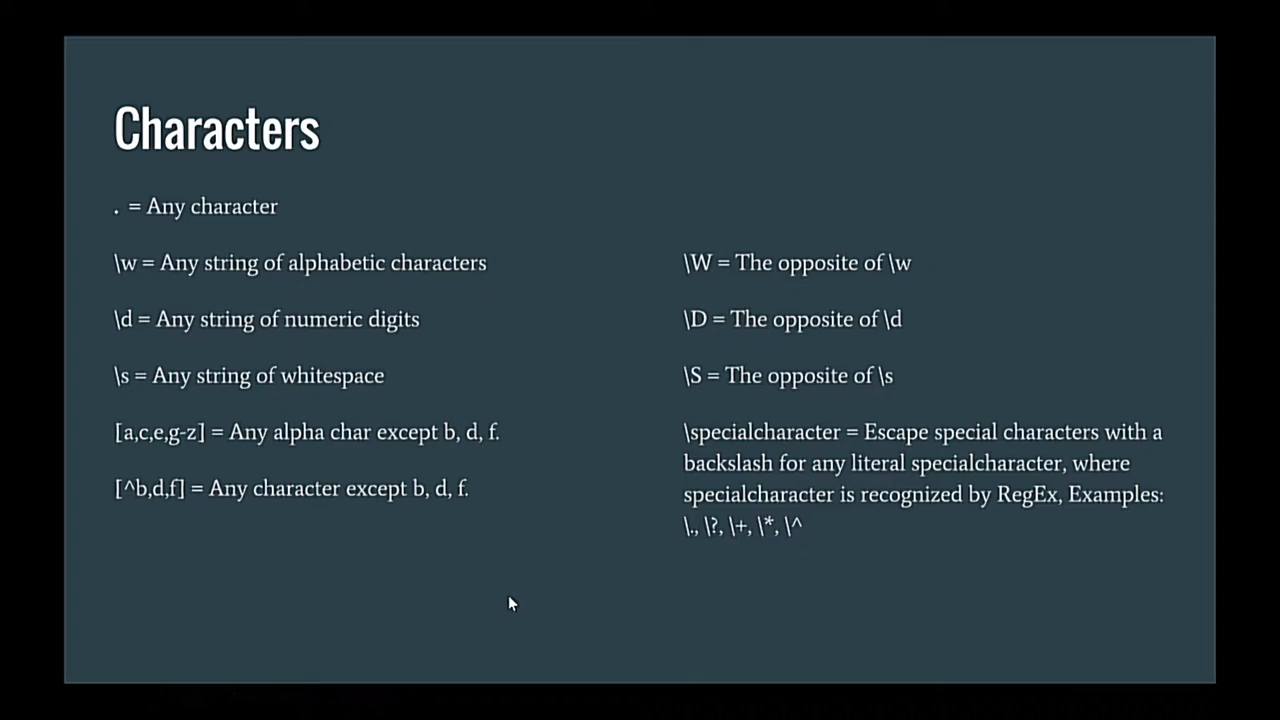 Characters
. = Any character
\w = Any string of alphabetic characters
\d = Any string of numeric digits
\s = Any string of whitespace
[a,c,e,g-z] = Any alpha char except b, d, f.
[^b,d,f] = Any character except b, d, f.
\W = The opposite of \w
\D = The opposite of \d
\S = The opposite of \s
\specialcharacter = Escape special characters with a
backslash for any literal specialcharacter, where
specialcharacter is recognized by RegEx, Examples:
\., \?, \+, \*, \^